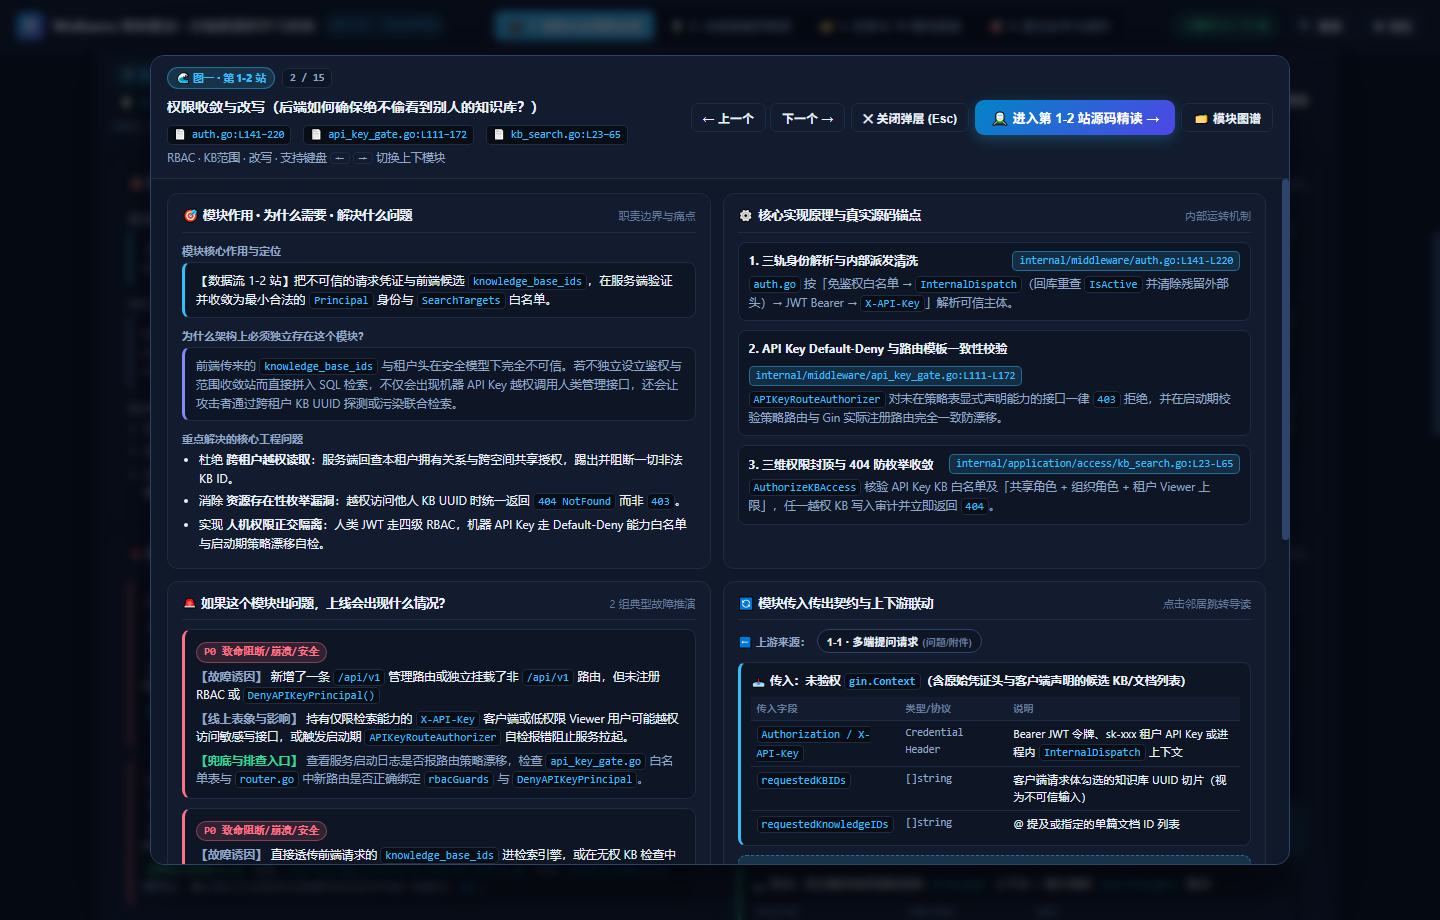 图一 · 第 1-2 站
2 / 15
权限收敛与改写（后端如何确保绝不偷看到别人的知识库？）
auth.go:L141-220
api_key_gate.go:L111-172
kb_search.go:L23-65
RBAC · KB范围 · 改写 · 支持键盘 ← → 切换上下模块
← 上一个
下一个 →
✕ 关闭弹层 (Esc)
进入第 1-2 站源码精读 →
模块图谱
模块作用 · 为什么需要 · 解决什么问题
职责边界与痛点
模块核心作用与定位
【数据流 1-2 站】把不可信的请求凭证与前端候选 knowledge_base_ids ，在服务端验证
并收敛为最小合法的 Principal 身份与 SearchTargets 白名单。
为什么架构上必须独立存在这个模块?
前端传来的 knowledge_base_ids 与租户头在安全模型下完全不可信。若不独立设立鉴权与
范围收敛站而直接拼入 SQL 检索，不仅会出现机器 API Key 越权调用人类管理接口，还会让
攻击者通过跨租户 KB UUID 探测或污染联合检索。
重点解决的核心工程问题
• 杜绝 跨租户越权读取：服务端回查本租户拥有关系与跨空间共享授权，踢出并阻断一切非法
KB ID。
• 消除 资源存在性枚举漏洞：越权访问他人 KB UUID 时统一返回 404 NotFound 而非 403 。
• 实现 人机权限正交隔离：人类 JWT 走四级 RBAC，机器 API Key 走 Default-Deny 能力白名单
与启动期策略漂移自检。
核心实现原理与真实源码锚点
内部运转机制
1. 三轨身份解析与内部派发清洗
internal/middleware/auth.go:L141-L220
auth.go 按「免鉴权白名单 → InternalDispatch （回库重查 IsActive 并清除残留外部
头）→ JWT Bearer → X-API-Key 」解析可信主体。
2. API Key Default-Deny 与路由模板一致性校验
internal/middleware/api_key_gate.go:L111-L172
APIKeyRouteAuthorizer 对未在策略表显式声明能力的接口一律 403 拒绝，并在启动期校
验策略路由与 Gin 实际注册路由完全一致防漂移。
3. 三维权限封顶与 404 防枚举收敛
internal/application/access/kb_search.go:L23-L65
AuthorizeKBAccess 核验 API Key KB 白名单及「共享角色 + 组织角色 + 租户 Viewer 上
限」，任一越权 KB 写入审计并立即返回 404 。
如果这个模块出问题，上线会出现什么情况?
2 组典型故障推演
P0 致命阻断/崩溃/安全
【故障诱因】 新增了一条 /api/v1 管理路由或独立挂载了非 /api/v1 路由，但未注册
RBAC 或 DenyAPIKeyPrincipal()
【线上表象与影响】 持有仅限检索能力的 X-API-Key 客户端或低权限 Viewer 用户可能越权
访问敏感写接口，或触发启动期 APIKeyRouteAuthorizer 自检报错阻止服务拉起。
【兜底与排查入口】 查看服务启动日志是否报路由策略漂移，检查 api_key_gate.go 白名
单表与 router.go 中新路由是否正确绑定 rbacGuards 与 DenyAPIKeyPrincipal 。
P0 致命阻断/崩溃/安全
【故障诱因】 直接透传前端请求的 knowledge_base_ids 进检索引擎，或在无权 KB 检查中
模块传入传出契约与上下游联动
点击邻居跳转导读
上游来源：
1-1 · 多端提问请求 (问题/附件)
传入：未验权 gin.Context （含原始凭证头与客户端声明的候选 KB/文档列表）
传入字段 类型/协议 说明
Authorization / X-API-Key Credential Header Bearer JWT 令牌、sk-xxx 租户 API Key 或进程内 InternalDispatch 上下文
requestedKBIDs []string 客户端请求体勾选的知识库 UUID 切片（视为不可信输入）
requestedKnowledgeIDs []string @ 提及或指定的单篇文档 ID 列表